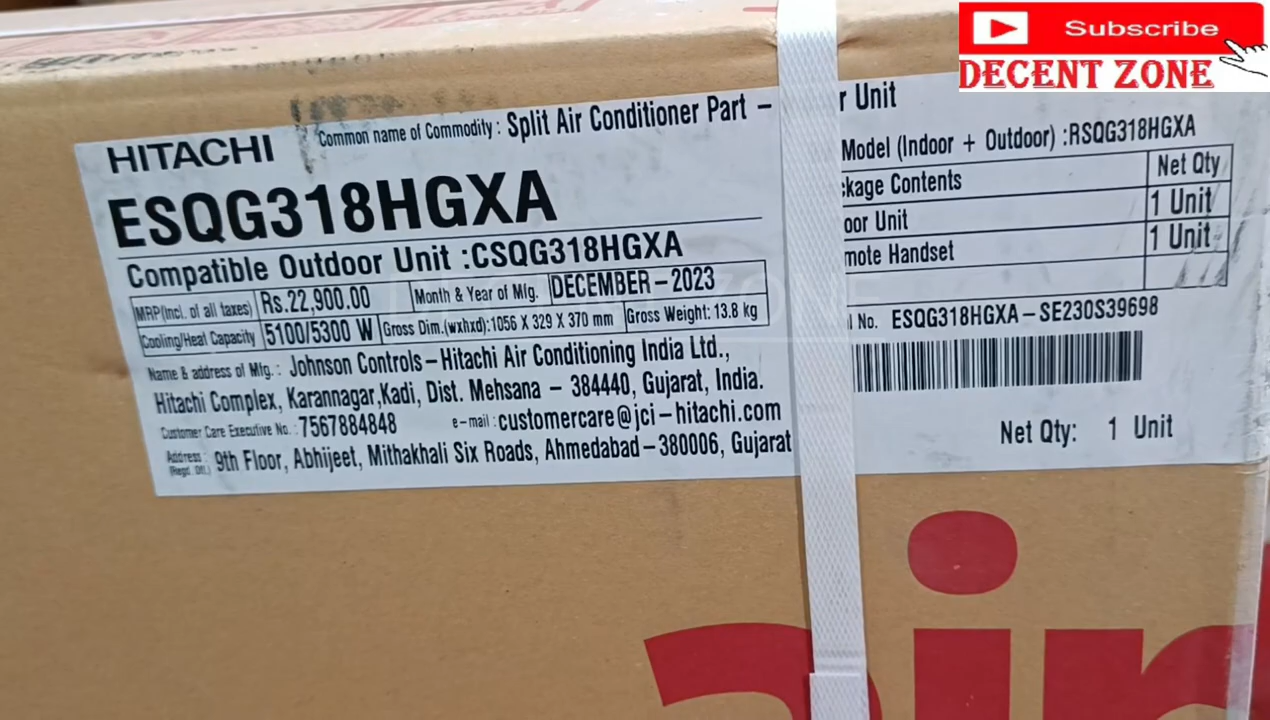 Subscribe
DECENT ZONE
HITACHI
Common name of Commodity : Split Air Conditioner Part – r Unit
ESQG318HGXA
Model (Indoor + Outdoor) :RSQG318HGXA
Compatible Outdoor Unit :CSQG318HGXA
ckage Contents Net Qty
oor Unit 1 Unit
mote Handset 1 Unit
MRP(Incl. of all taxes) Rs.22,900.00 Month & Year of Mfg. DECEMBER – 2023
Cooling/Heat Capacity 5100/5300 W Gross Dim.(wxhxd):1056 X 329 X 370 mm Gross Weight: 13.8 kg
l No. ESQG318HGXA – SE230S39698
Name & address of Mfg. : Johnson Controls – Hitachi Air Conditioning India Ltd.,
Hitachi Complex, Karannagar,Kadi, Dist. Mehsana – 384440, Gujarat, India.
Customer Care Executive No. : 7567884848 e-mail : customercare@jci-hitachi.com
Net Qty: 1 Unit
Address : (Regd. Off.) 9th Floor, Abhijeet, Mithakhali Six Roads, Ahmedabad – 380006, Gujarat
DECENT ZONE
air